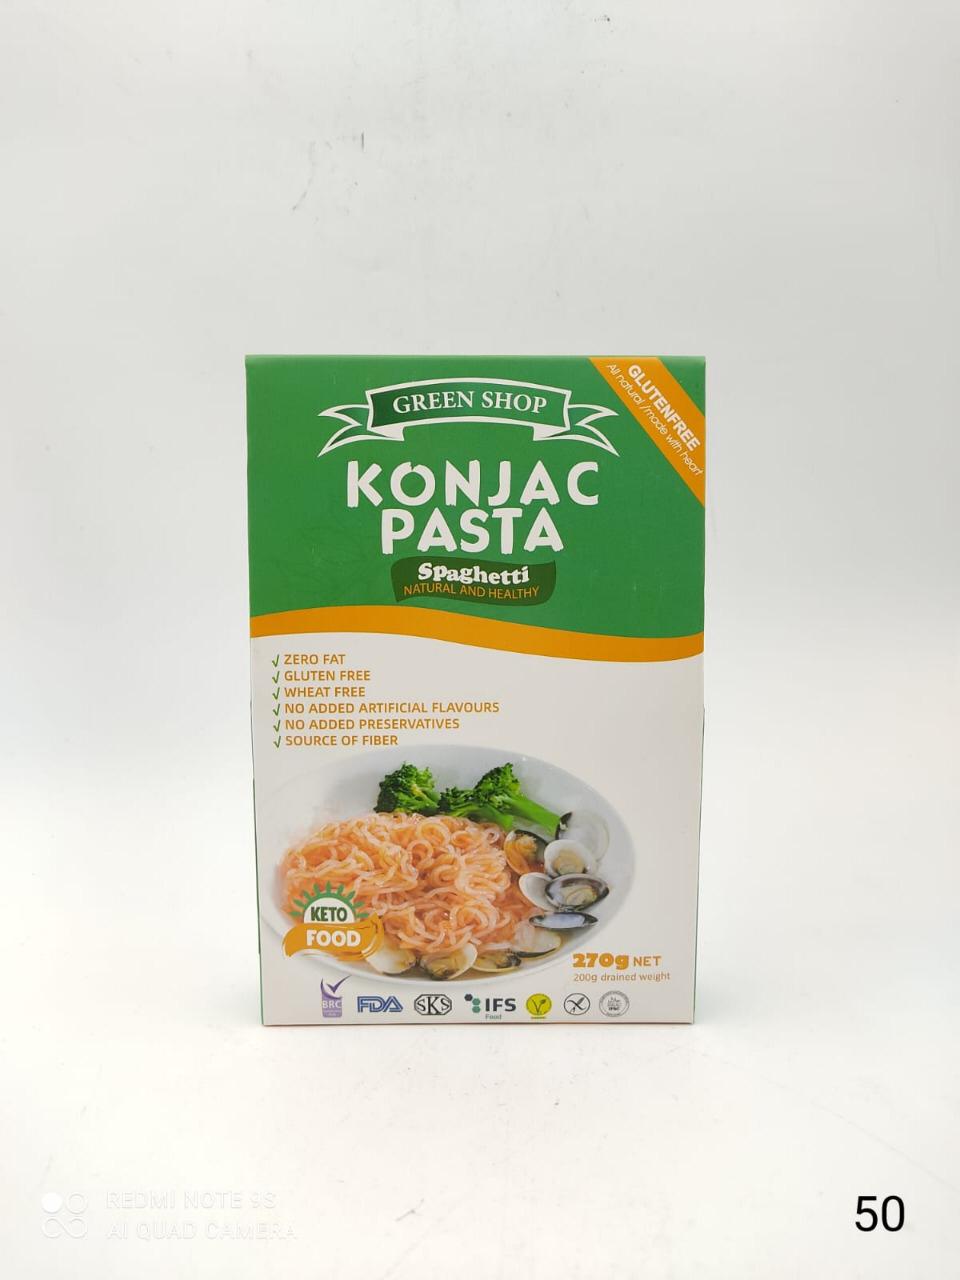 GREEN SHOP
GLUTENFREE
All natural / made with heart
KONJAC
PASTA
Spaghetti
NATURAL AND HEALTHY
√ ZERO FAT
√ GLUTEN FREE
√ WHEAT FREE
√ NO ADDED ARTIFICIAL FLAVOURS
√ NO ADDED PRESERVATIVES
√ SOURCE OF FIBER
KETO
FOOD
270g NET
200g drained weight
BRC FDA SKS IFS V
Food
REDMI NOTE 9S
AI QUAD CAMERA
50